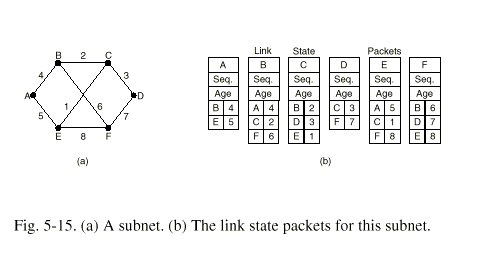 Link State Packets
B 2 C
A B C D E F
4 3
Seq. Seq. Seq. Seq. Seq. Seq.
A D
Age Age Age Age Age Age
1 6
B 4 A 4 B 2 C 3 A 5 B 6
5 7
E 5 C 2 D 3 F 7 C 1 D 7
E 8 F
F 6 E 1 F 8 E 8
(a) (b)
Fig. 5-15. (a) A subnet. (b) The link state packets for this subnet.